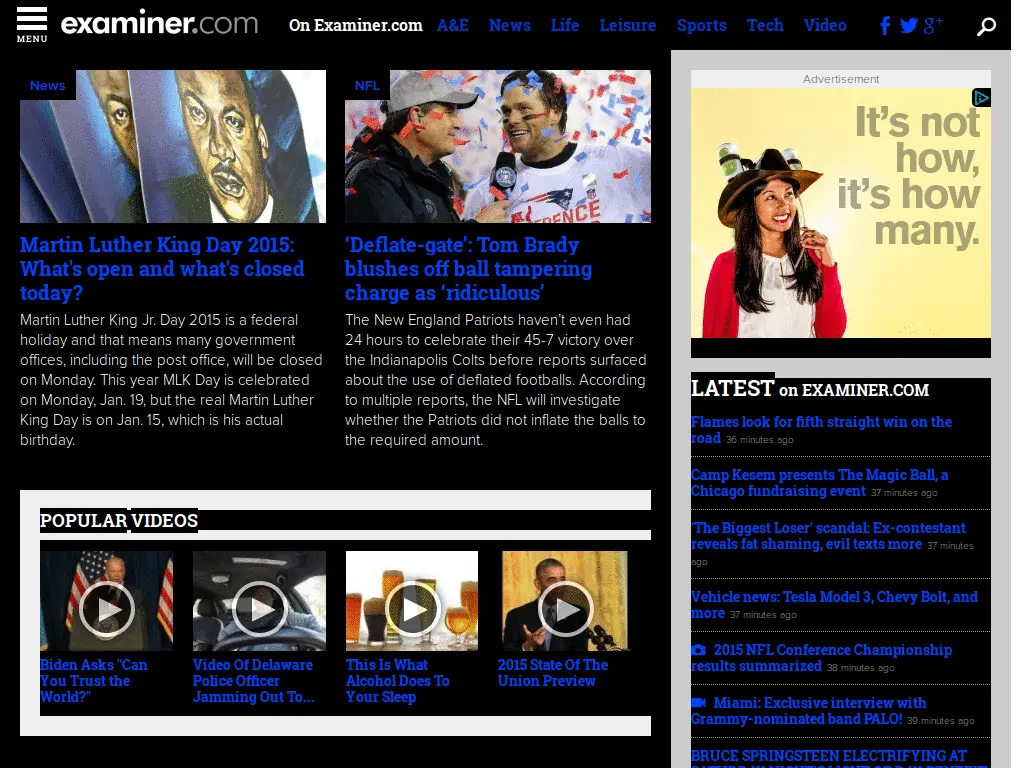 MENU
examiner.com
On Examiner.com A&E News Life Leisure Sports Tech Video
News
Martin Luther King Day 2015:
What's open and what's closed
today?
Martin Luther King Jr. Day 2015 is a federal
holiday and that means many government
offices, including the post office, will be closed
on Monday. This year MLK Day is celebrated
on Monday, Jan. 19, but the real Martin Luther
King Day is on Jan. 15, which is his actual
birthday.
NFL
‘Deflate-gate’: Tom Brady
blushes off ball tampering
charge as ‘ridiculous’
The New England Patriots haven’t even had
24 hours to celebrate their 45-7 victory over
the Indianapolis Colts before reports surfaced
about the use of deflated footballs. According
to multiple reports, the NFL will investigate
whether the Patriots did not inflate the balls to
the required amount.
POPULAR VIDEOS
Biden Asks "Can
You Trust the
World?"
Video Of Delaware
Police Officer
Jamming Out To...
This Is What
Alcohol Does To
Your Sleep
2015 State Of The
Union Preview
Advertisement
It’s not
how,
it’s how
many.
LATEST on EXAMINER.COM
Flames look for fifth straight win on the
road 36 minutes ago
Camp Kesem presents The Magic Ball, a
Chicago fundraising event 37 minutes ago
'The Biggest Loser' scandal: Ex-contestant
reveals fat shaming, evil texts more 37 minutes
ago
Vehicle news: Tesla Model 3, Chevy Bolt, and
more 37 minutes ago
2015 NFL Conference Championship
results summarized 38 minutes ago
Miami: Exclusive interview with
Grammy-nominated band PALO! 39 minutes ago
BRUCE SPRINGSTEEN ELECTRIFYING AT